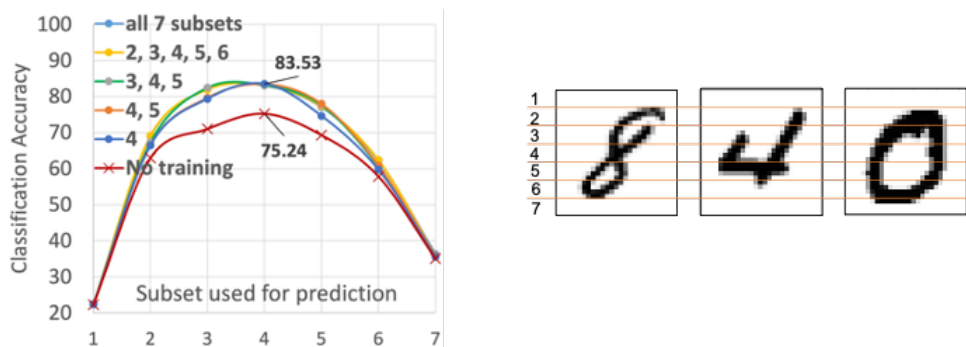 Classification Accuracy
100
90
80
70
60
50
40
30
20
all 7 subsets
2, 3, 4, 5, 6
3, 4, 5
4, 5
4
No training
83.53
75.24
Subset used for prediction
1 2 3 4 5 6 7
1
2
3
4
5
6
7
8 4 0